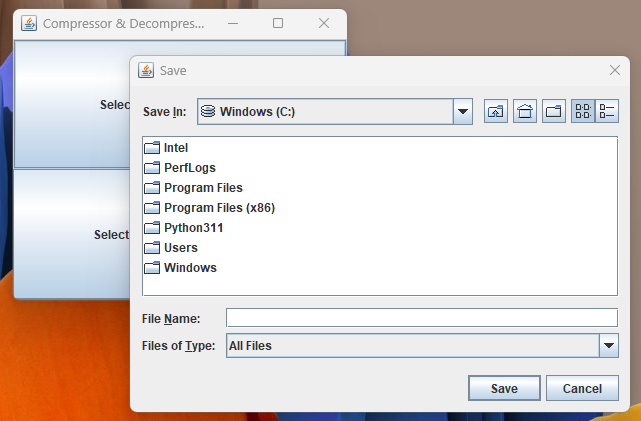 Compressor & Decompres...
Selec
Select
Save
Save In:
Windows (C:)
Intel
PerfLogs
Program Files
Program Files (x86)
Python311
Users
Windows
File Name:
Files of Type:
All Files
Save
Cancel